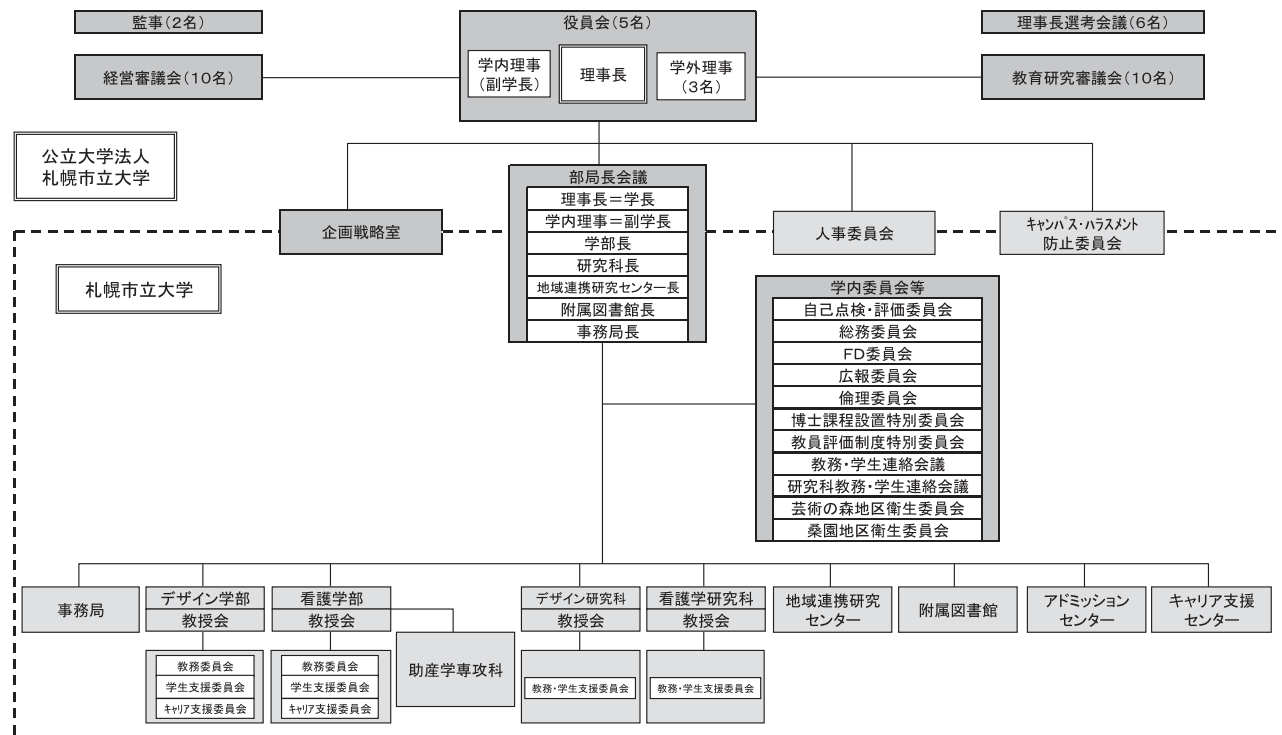 監事(2名)
役員会(5名)
理事長選考会議(6名)
経営審議会(10名)
学内理事
(副学長)
理事長
学外理事
(3名)
教育研究審議会(10名)
公立大学法人
札幌市立大学
部局長会議
理事長=学長
学内理事=副学長
学部長
研究科長
地域連携研究センター長
附属図書館長
事務局長
企画戦略室
人事委員会
キャンパス・ハラスメント
防止委員会
札幌市立大学
学内委員会等
自己点検・評価委員会
総務委員会
FD委員会
広報委員会
倫理委員会
博士課程設置特別委員会
教員評価制度特別委員会
教務・学生連絡会議
研究科教務・学生連絡会議
芸術の森地区衛生委員会
桑園地区衛生委員会
事務局
デザイン学部
教授会
教務委員会
学生支援委員会
キャリア支援委員会
看護学部
教授会
教務委員会
学生支援委員会
キャリア支援委員会
助産学専攻科
デザイン研究科
教授会
教務・学生支援委員会
看護学研究科
教授会
教務・学生支援委員会
地域連携研究
センター
附属図書館
アドミッション
センター
キャリア支援
センター